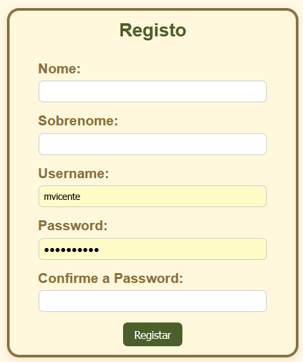 Registo
Nome:
Sobrenome:
Username:
mvicente
Password:
••••••••••
Confirme a Password:
Registar